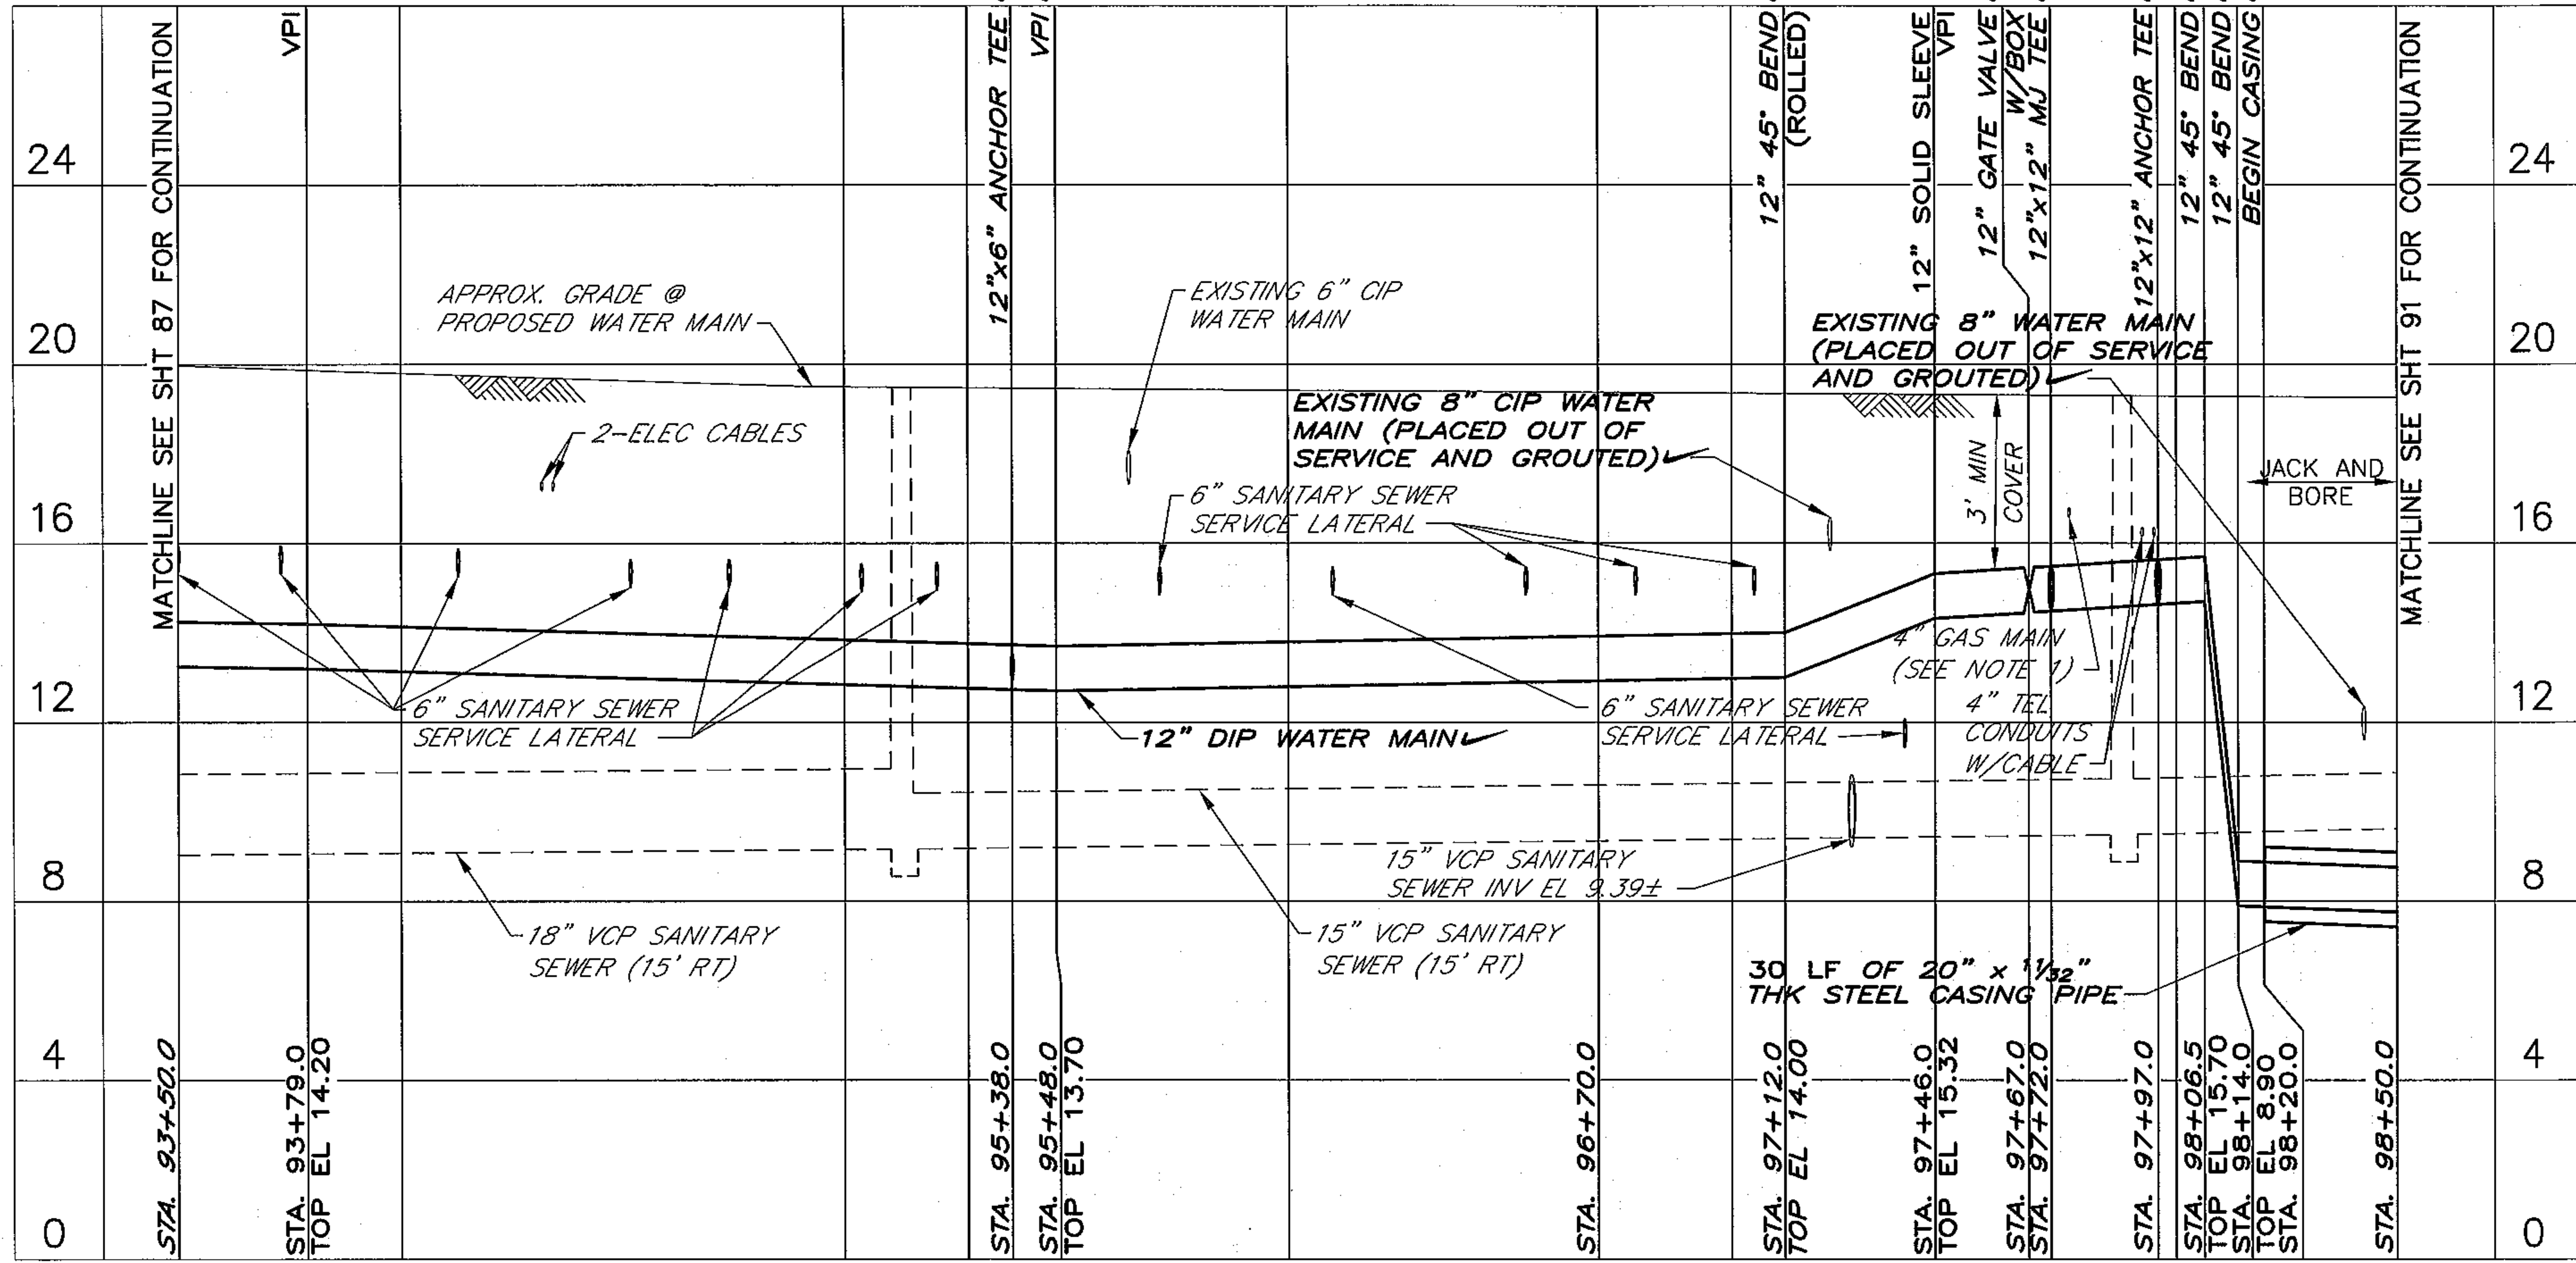 MATCHLINE SEE SHT 87 FOR CONTINUATION
VPI
12"x6" ANCHOR TEE
VPI
12" 45° BEND
(ROLLED)
12" SOLID SLEEVE
VPI
12" GATE VALVE
W/BOX
12"x12" MJ TEE
12"x12" ANCHOR TEE
12" 45° BEND
12" 45° BEND
BEGIN CASING
MATCHLINE SEE SHT 91 FOR CONTINUATION
24
24
20
20
16
16
12
12
8
8
4
4
0
0
APPROX. GRADE @
PROPOSED WATER MAIN
EXISTING 6" CIP
WATER MAIN
EXISTING 8" WATER MAIN
(PLACED OUT OF SERVICE
AND GROUTED)
2-ELEC CABLES
EXISTING 8" CIP WATER
MAIN (PLACED OUT OF
SERVICE AND GROUTED)
3' MIN
COVER
JACK AND
BORE
6" SANITARY SEWER
SERVICE LATERAL
4" GAS MAIN
(SEE NOTE 1)
6" SANITARY SEWER
SERVICE LATERAL
12" DIP WATER MAIN
6" SANITARY SEWER
SERVICE LATERAL
4" TEL
CONDUITS
W/CABLE
15" VCP SANITARY
SEWER INV EL 9.39±
18" VCP SANITARY
SEWER (15' RT)
15" VCP SANITARY
SEWER (15' RT)
30 LF OF 20" x 11/32"
THK STEEL CASING PIPE
STA. 93+50.0
STA. 93+79.0
TOP EL 14.20
STA. 95+38.0
STA. 95+48.0
TOP EL 13.70
STA. 96+70.0
STA. 97+12.0
TOP EL 14.00
STA. 97+46.0
TOP EL 15.32
STA. 97+67.0
STA. 97+72.0
STA. 97+97.0
STA. 98+06.5
TOP EL 15.70
STA. 98+14.0
TOP EL 8.90
STA. 98+20.0
STA. 98+50.0